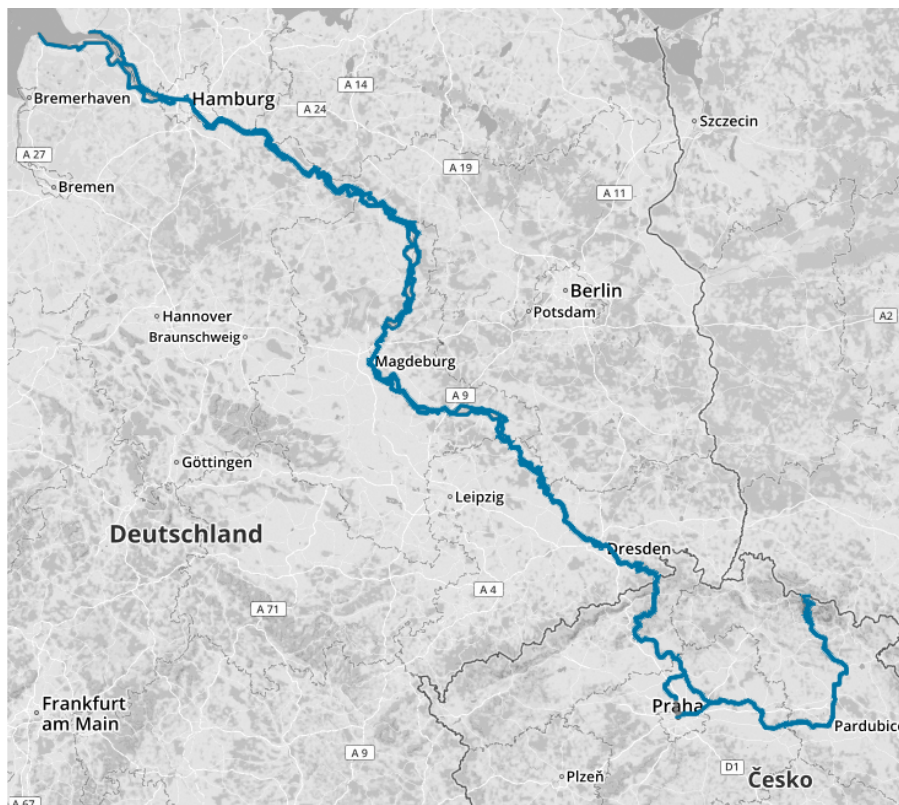 Hamburg
A 14
Bremerhaven
A 24
Szczecin
A 27
A 19
Bremen
A 11
Berlin
Hannover
Potsdam
A2
Braunschweig
Magdeburg
A 9
Göttingen
Leipzig
Deutschland
Dresden
A 4
A 71
Frankfurt
am Main
Praha
Pardubice
A 9
D1
Plzeň
Česko
A 67